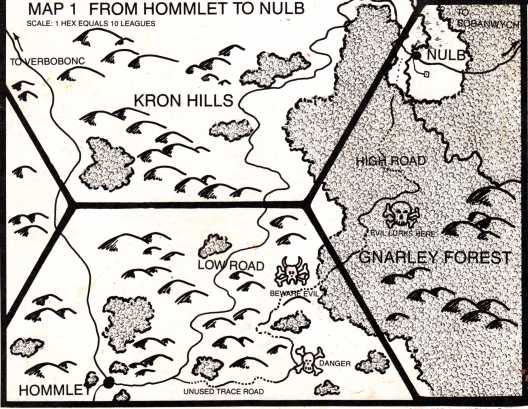 MAP 1 FROM HOMMLET TO NULB
SCALE: 1 HEX EQUALS 10 LEAGUES
TO
SOBANWYCH
TO VERBOBONC
NULB
KRON HILLS
HIGH ROAD
EVIL LURKS HERE
GNARLEY FOREST
LOW ROAD
BEWARE EVIL
DANGER
HOMMLET
UNUSED TRACE ROAD